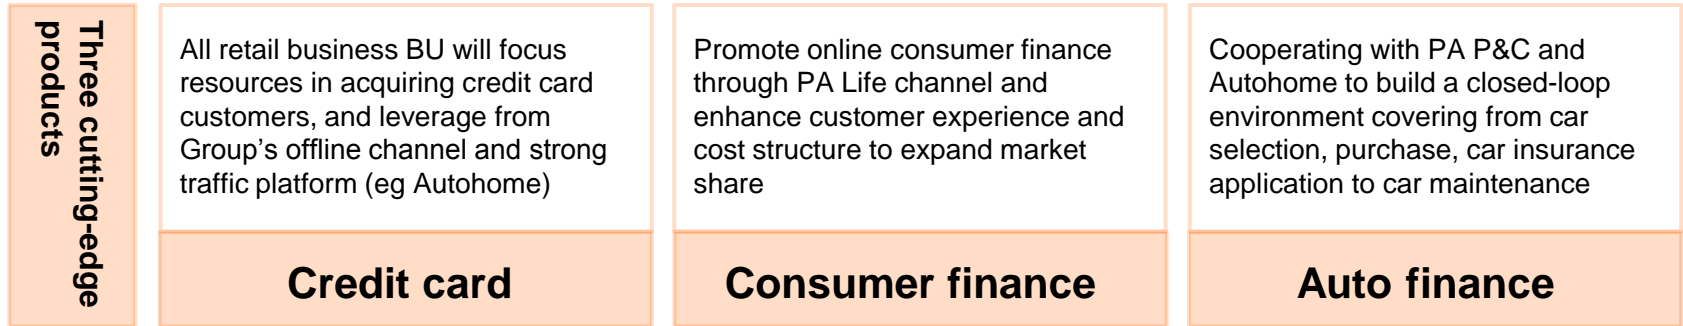 Three cutting-edge
products
All retail business BU will focus
resources in acquiring credit card
customers, and leverage from
Group's offline channel and strong
traffic platform (eg Autohome)
Credit card
Promote online consumer finance
through PA Life channel and
enhance customer experience and
cost structure to expand market
share
Consumer finance
Cooperating with PA P&C and
Autohome to build a closed-loop
environment covering from car
selection, purchase, car insurance
application to car maintenance
Auto finance